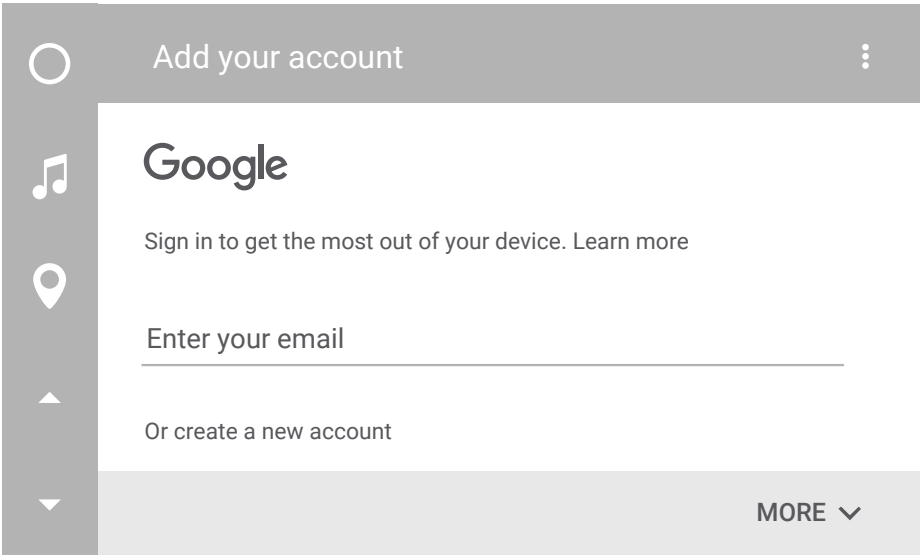 Add your account
Google
Sign in to get the most out of your device. Learn more
Enter your email
Or create a new account
MORE